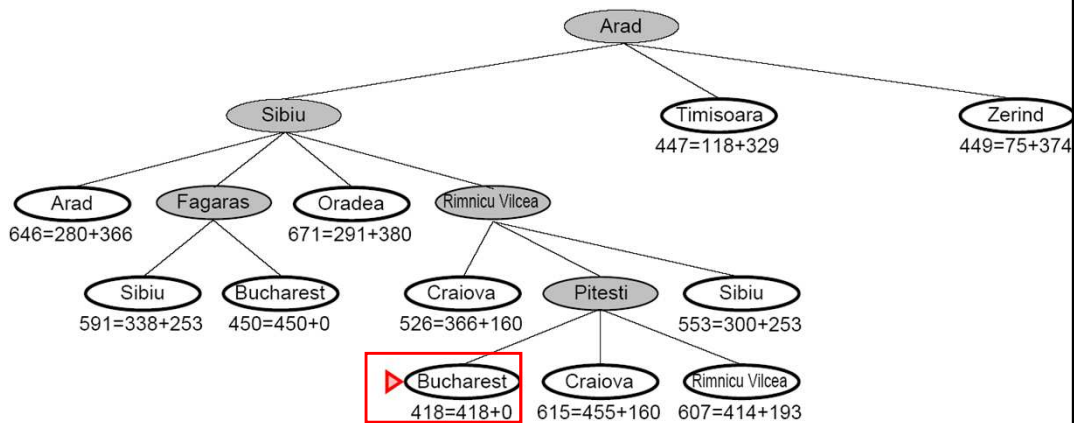 Arad
Sibiu
Timisoara
Zerind
447=118+329
449=75+374
Arad
Fagaras
Oradea
Rimnicu Vilcea
646=280+366
671=291+380
Sibiu
Bucharest
Craiova
Pitesti
Sibiu
591=338+253
450=450+0
526=366+160
553=300+253
Bucharest
Craiova
Rimnicu Vilcea
418=418+0
615=455+160
607=414+193